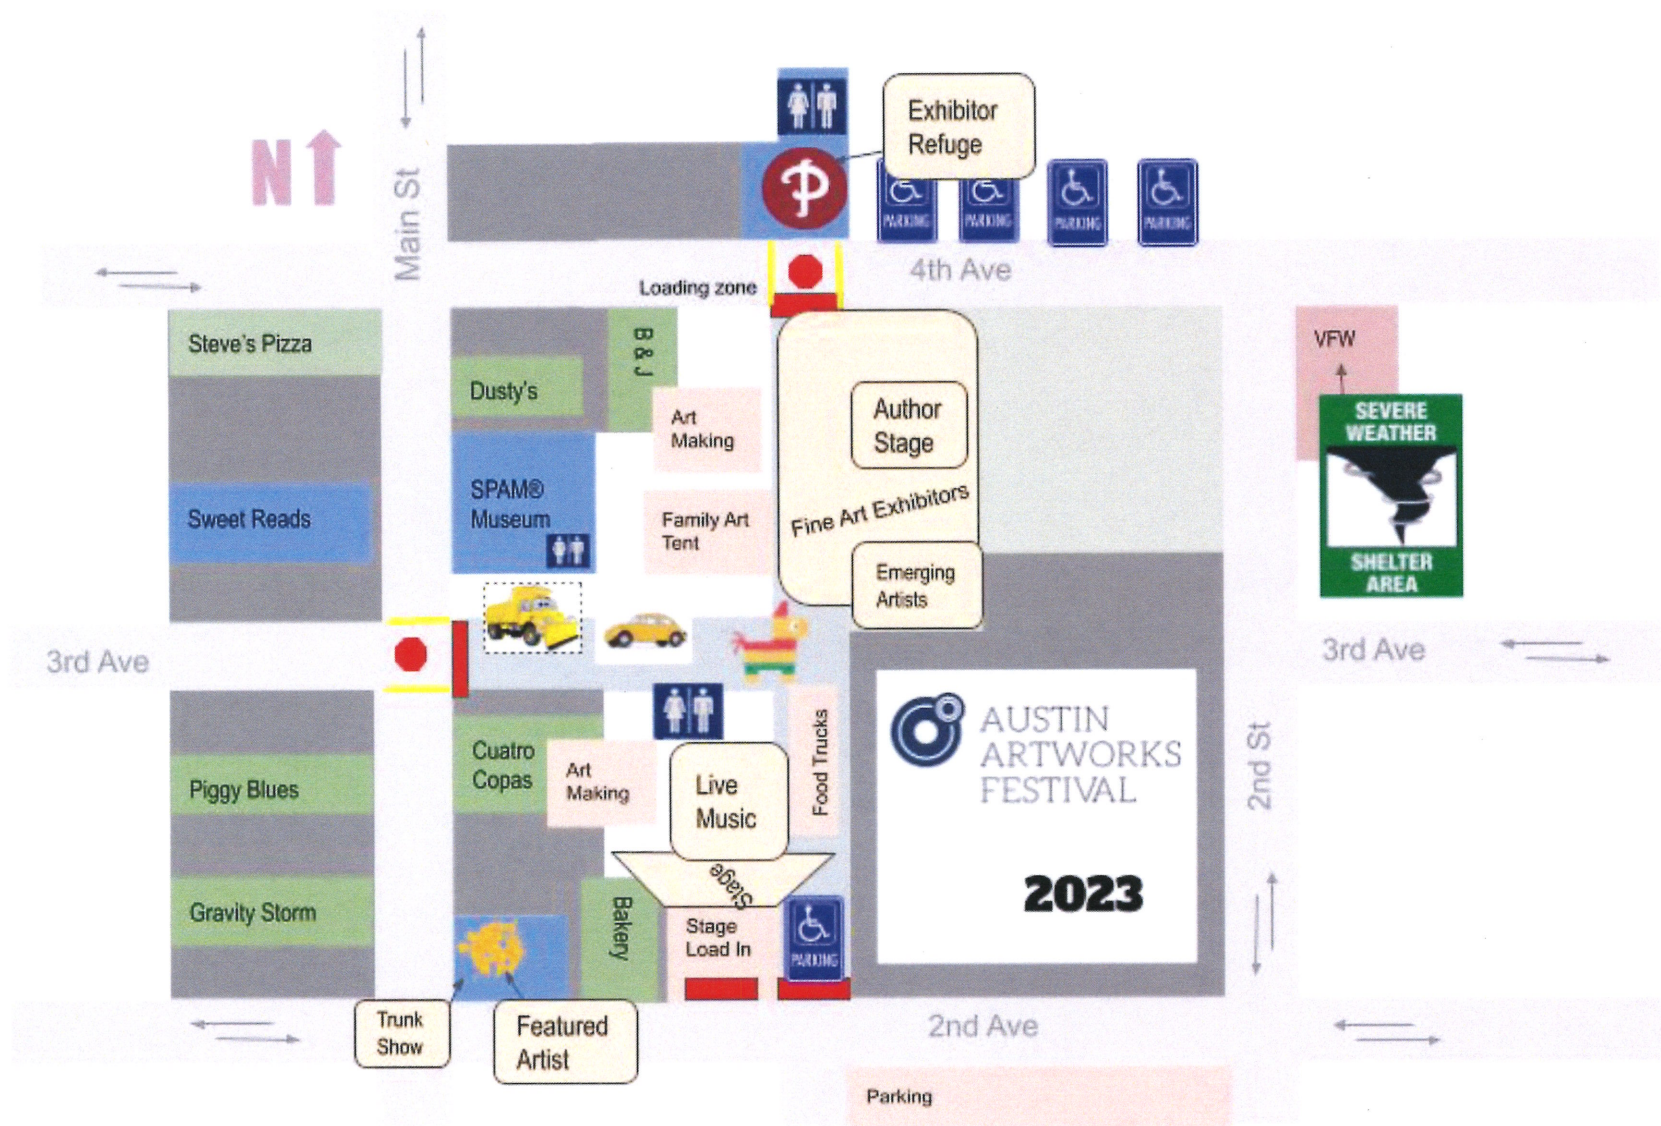 N
Main St
Exhibitor
Refuge
P
PARKING
PARKING
PARKING
PARKING
4th Ave
Loading zone
Steve's Pizza
B & J
VFW
Dusty's
Art
Making
Author
Stage
SEVERE
WEATHER
SPAM®
Museum
Sweet Reads
Family Art
Tent
Fine Art Exhibitors
Emerging
Artists
SHELTER
AREA
3rd Ave
3rd Ave
AUSTIN
ARTWORKS
FESTIVAL
2023
Cuatro
Copas
Art
Making
Live
Music
Food Trucks
2nd St
Piggy Blues
Stage
Gravity Storm
Bakery
Stage
Load In
PARKING
Trunk
Show
Featured
Artist
2nd Ave
Parking